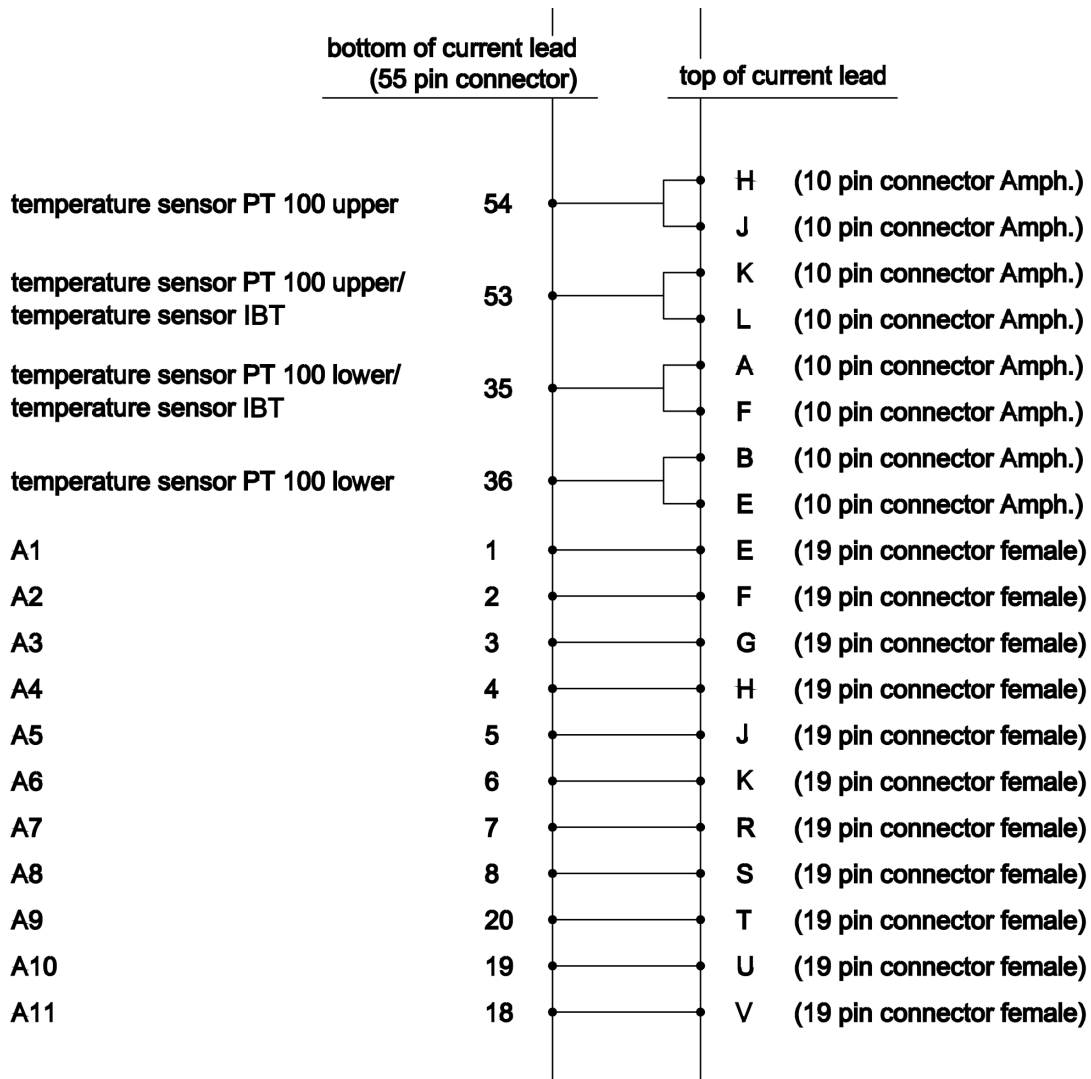 bottom of current lead
(55 pin connector)
top of current lead
temperature sensor PT 100 upper 54 H (10 pin connector Amph.)
J (10 pin connector Amph.)
temperature sensor PT 100 upper/
temperature sensor IBT 53 K (10 pin connector Amph.)
L (10 pin connector Amph.)
temperature sensor PT 100 lower/
temperature sensor IBT 35 A (10 pin connector Amph.)
F (10 pin connector Amph.)
temperature sensor PT 100 lower 36 B (10 pin connector Amph.)
E (10 pin connector Amph.)
A1 1 E (19 pin connector female)
A2 2 F (19 pin connector female)
A3 3 G (19 pin connector female)
A4 4 H (19 pin connector female)
A5 5 J (19 pin connector female)
A6 6 K (19 pin connector female)
A7 7 R (19 pin connector female)
A8 8 S (19 pin connector female)
A9 20 T (19 pin connector female)
A10 19 U (19 pin connector female)
A11 18 V (19 pin connector female)